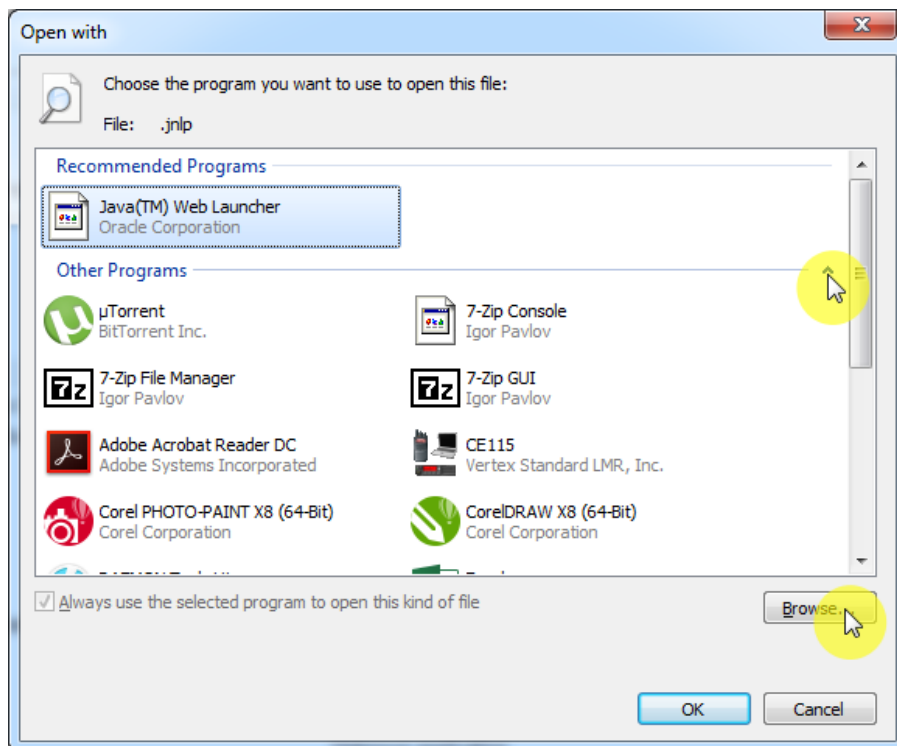 Open with
Choose the program you want to use to open this file:
File: .jnlp
Recommended Programs
Java(TM) Web Launcher
Oracle Corporation
Other Programs
µTorrent
BitTorrent Inc.
7-Zip Console
Igor Pavlov
7-Zip File Manager
Igor Pavlov
7-Zip GUI
Igor Pavlov
Adobe Acrobat Reader DC
Adobe Systems Incorporated
CE115
Vertex Standard LMR, Inc.
Corel PHOTO-PAINT X8 (64-Bit)
Corel Corporation
CorelDRAW X8 (64-Bit)
Corel Corporation
Always use the selected program to open this kind of file
Browse...
OK
Cancel